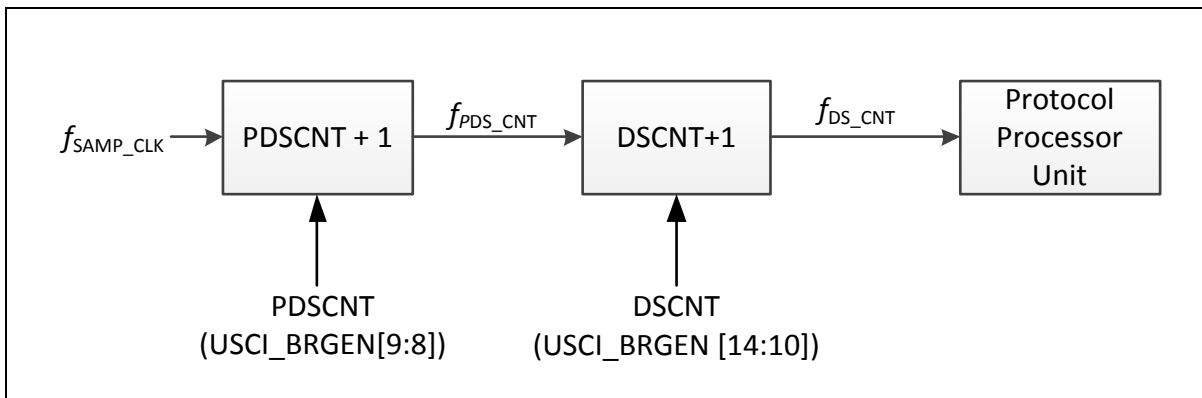 fSAMP_CLK
PDSCNT + 1
fPDS_CNT
DSCNT+1
fDS_CNT
Protocol
Processor
Unit
PDSCNT
(USCI_BRGEN[9:8])
DSCNT
(USCI_BRGEN [14:10])